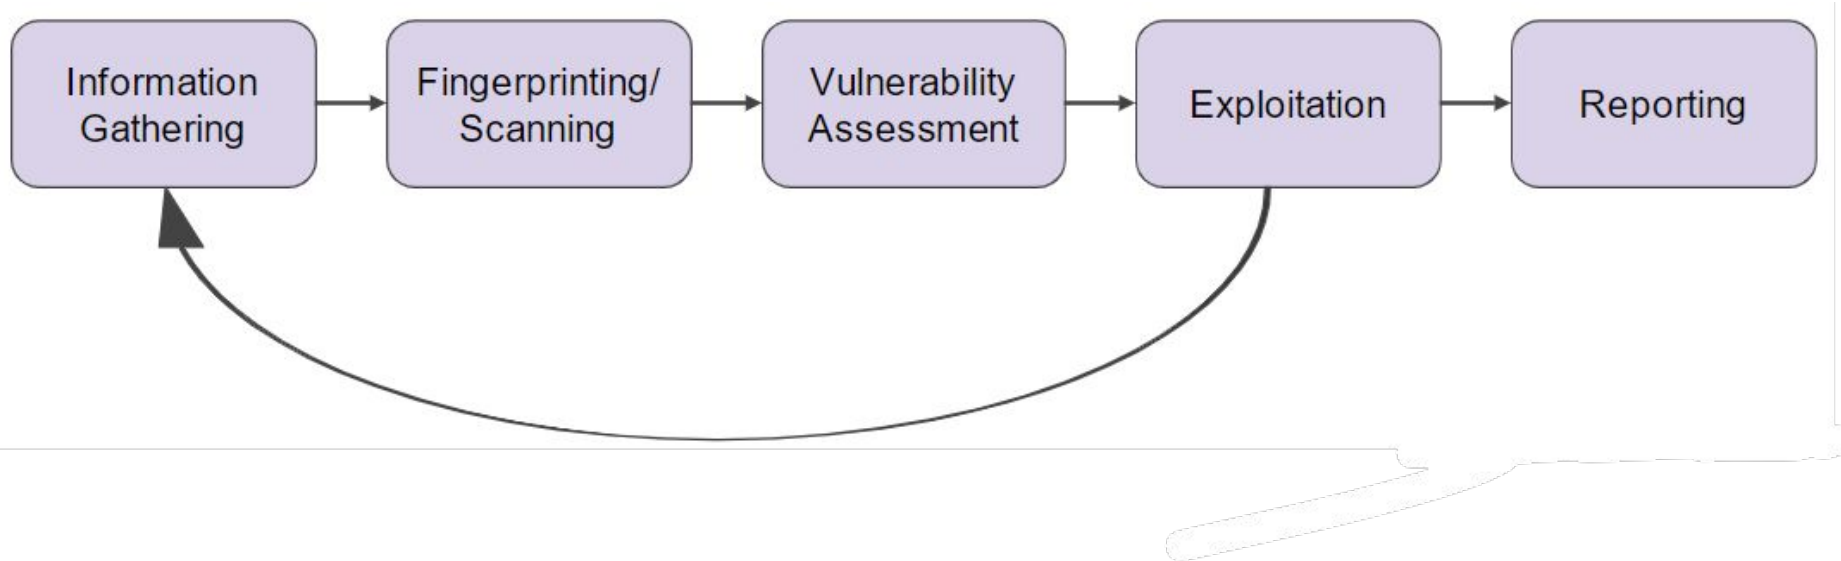 Information
Gathering
Fingerprinting/
Scanning
Vulnerability
Assessment
Exploitation
Reporting